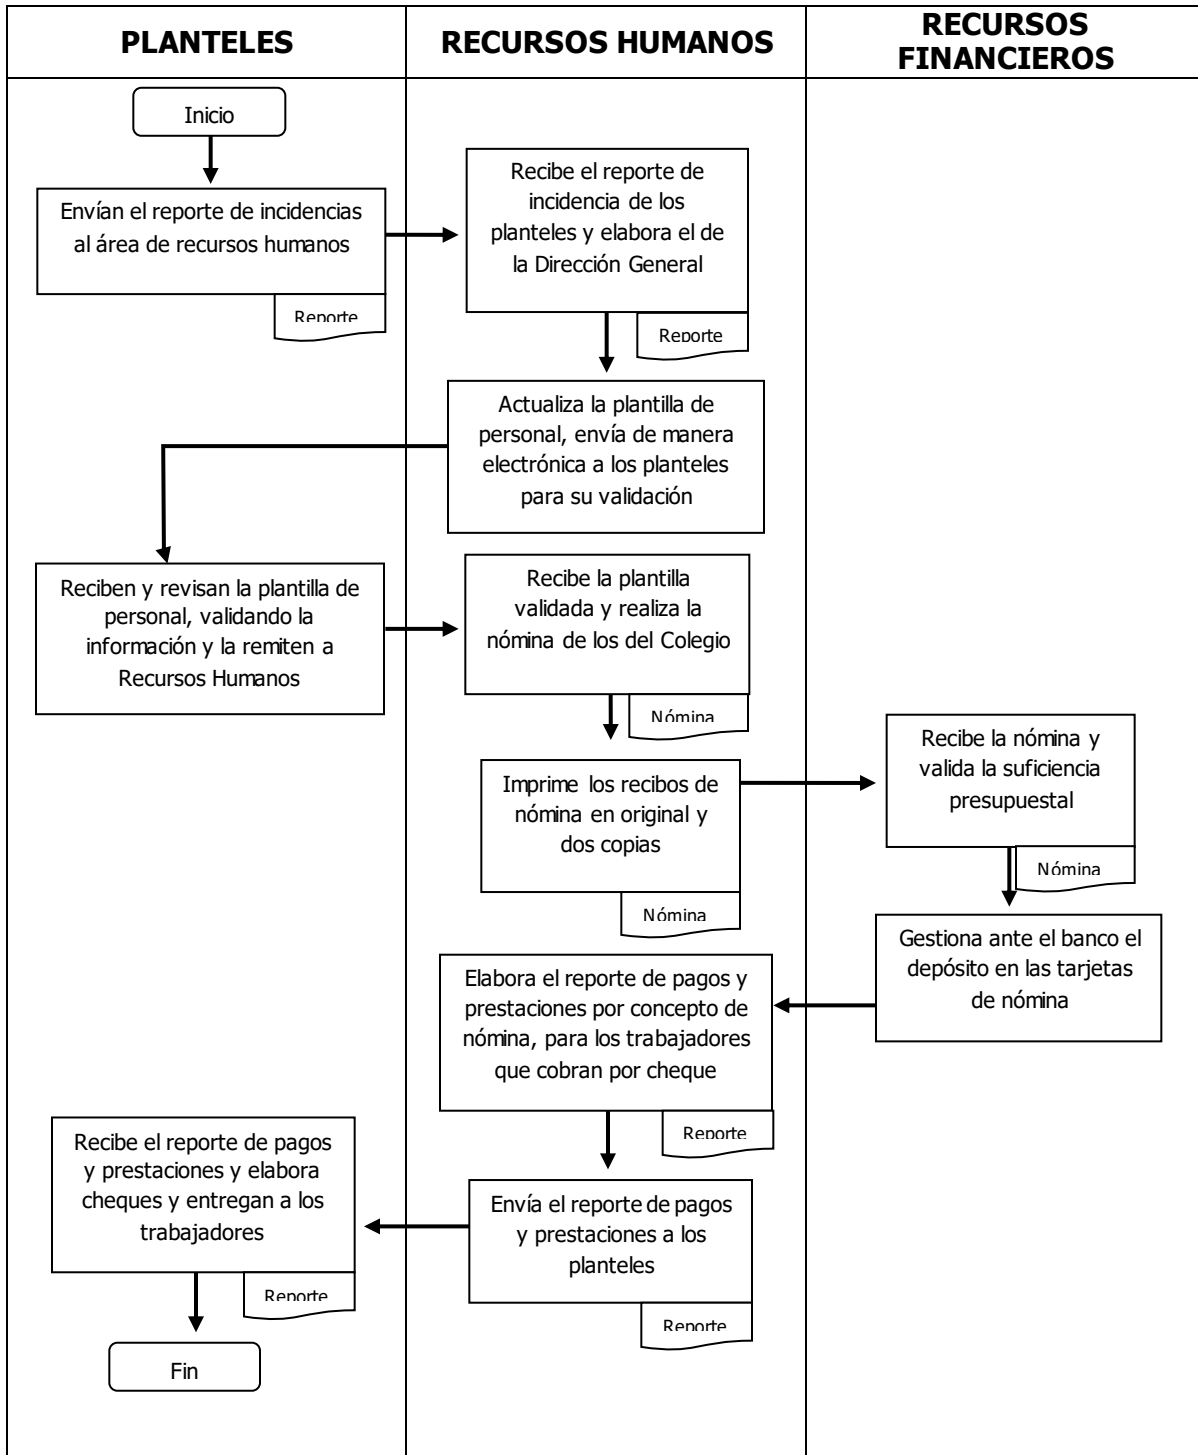 PLANTELES
RECURSOS HUMANOS
RECURSOS
FINANCIEROS
Inicio
Envían el reporte de incidencias
al área de recursos humanos
Reporte
Recibe el reporte de
incidencia de los
planteles y elabora el de
la Dirección General
Reporte
Actualiza la plantilla de
personal, envía de manera
electrónica a los planteles
para su validación
Reciben y revisan la plantilla de
personal, validando la
información y la remiten a
Recursos Humanos
Recibe la plantilla
validada y realiza la
nómina de los del Colegio
Nómina
Imprime los recibos de
nómina en original y
dos copias
Nómina
Recibe la nómina y
valida la suficiencia
presupuestal
Nómina
Gestiona ante el banco el
depósito en las tarjetas
de nómina
Elabora el reporte de pagos y
prestaciones por concepto de
nómina, para los trabajadores
que cobran por cheque
Reporte
Envía el reporte de pagos
y prestaciones a los
planteles
Reporte
Recibe el reporte de pagos
y prestaciones y elabora
cheques y entregan a los
trabajadores
Reporte
Fin